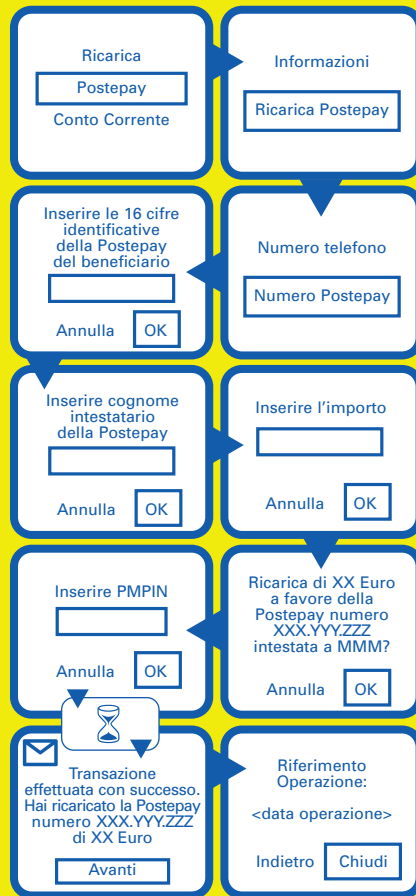 Ricarica
Postepay
Conto Corrente
Informazioni
Ricarica Postepay
Numero telefono
Numero Postepay
Inserire le 16 cifre
identificative
della Postepay
del beneficiario
Annulla OK
Inserire cognome
intestatario
della Postepay
Annulla OK
Inserire l'importo
Annulla OK
Ricarica di XX Euro
a favore della
Postepay numero
XXX.YYY.ZZZ
intestata a MMM?
Annulla OK
Inserire PMPIN
Annulla OK
Transazione
effettuata con successo.
Hai ricaricato la Postepay
numero XXX.YYY.ZZZ
di XX Euro
Avanti
Riferimento
Operazione:
<data operazione>
Indietro Chiudi